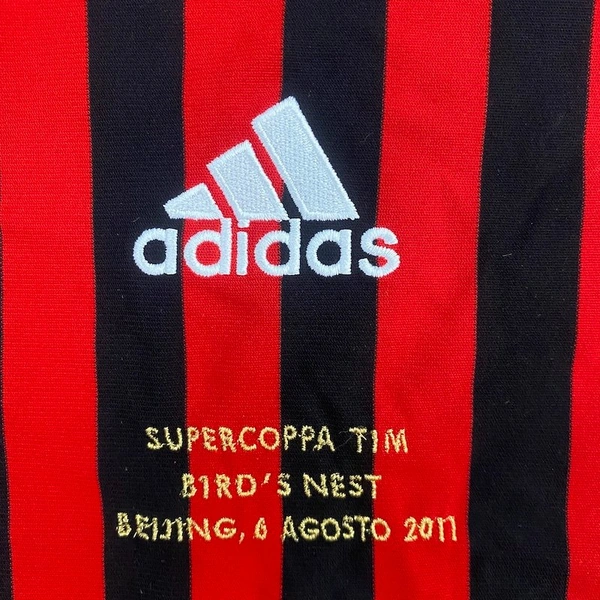 adidas
SUPERCOPPA TIM
BIRD'S NEST
BEIJING, 6 AGOSTO 2011